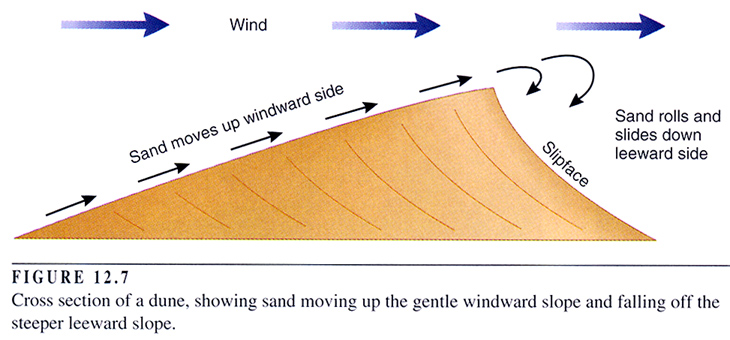 Wind
Sand moves up windward side
Sand rolls and
slides down
leeward side
Slipface
FIGURE 12.7
Cross section of a dune, showing sand moving up the gentle windward slope and falling off the
steeper leeward slope.